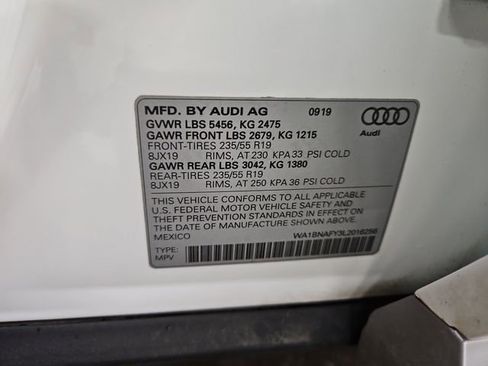 MFD. BY AUDI AG 0919
GVWR LBS 5456, KG 2475
GAWR FRONT LBS 2679, KG 1215
FRONT-TIRES 235/55 R19
8JX19 RIMS, AT 230 KPA 33 PSI COLD
GAWR REAR LBS 3042, KG 1380
REAR-TIRES 235/55 R19
8JX19 RIMS, AT 250 KPA 36 PSI COLD
THIS VEHICLE CONFORMS TO ALL APPLICABLE
U.S. FEDERAL MOTOR VEHICLE SAFETY AND
THEFT PREVENTION STANDARDS IN EFFECT ON
THE DATE OF MANUFACTURE SHOWN ABOVE.
MEXICO
WA1BNAFY3L2016256
TYPE:
MPV
Audi